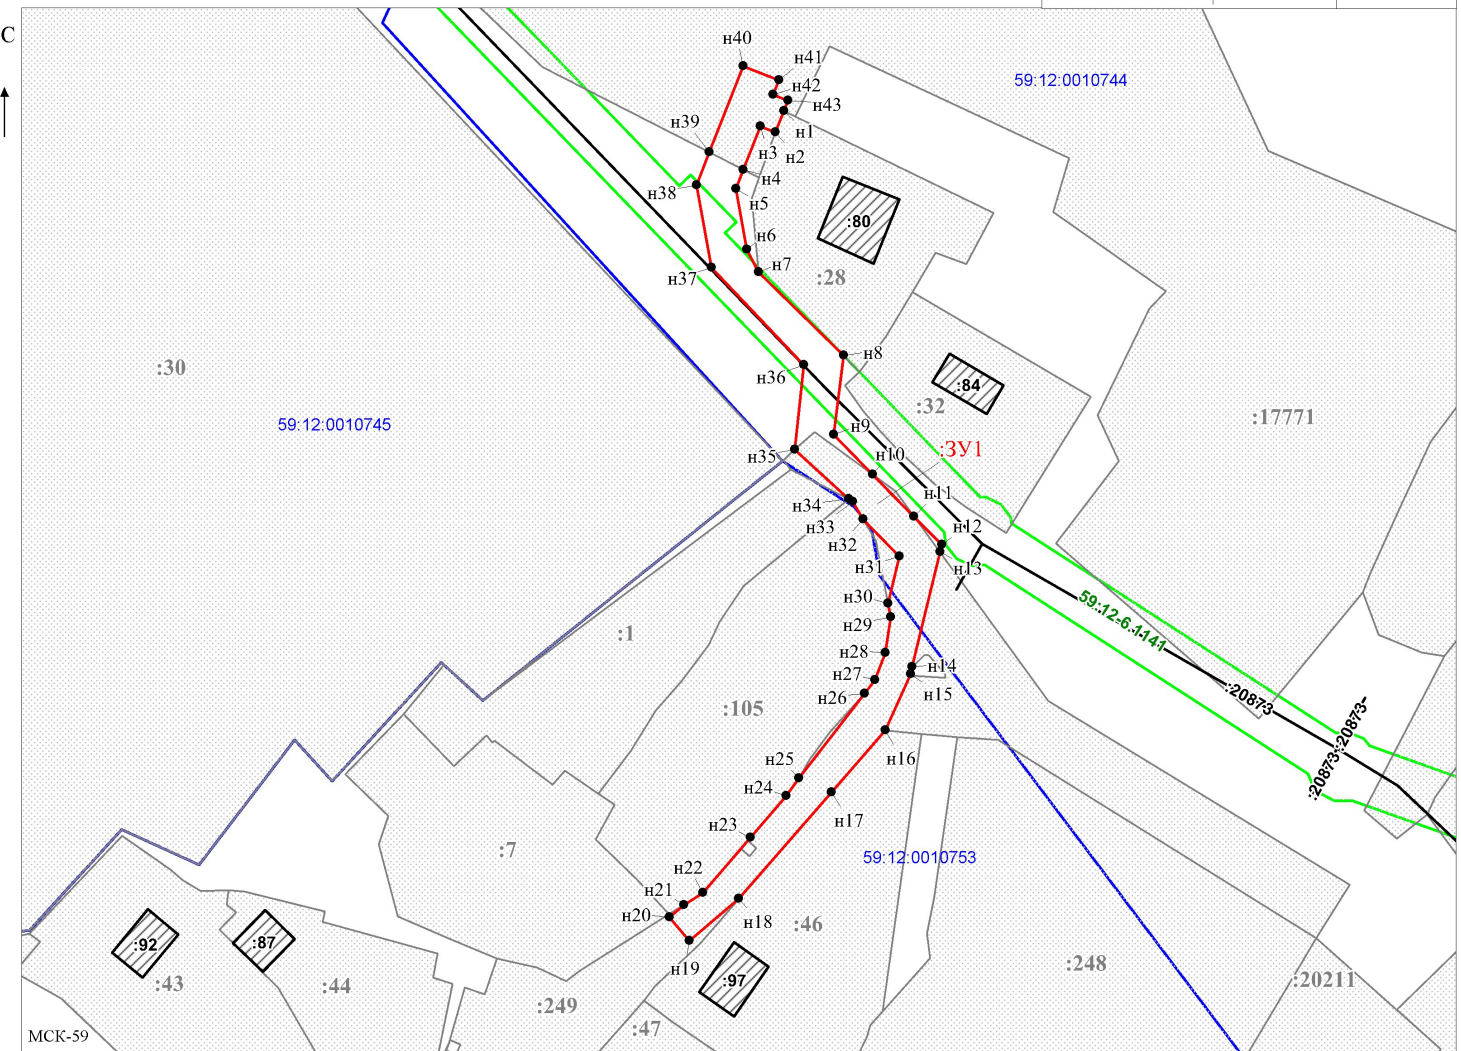 С
н40
н41
59:12:0010744
н42
н43
н39
н1
н3
н2
н4
н38
н5
:80
н6
н7
н37
:28
н8
:30
н36
:84
:32
:17771
59:12:0010745
н9
н35
:ЗУ1
н10
н11
н34
н33
н12
н32
н31
н13
н30
59:12-6.1141
н29
:1
н28
н14
н27
н15
н26
:20873
:105
:20873
н25
н16
:20873
н24
н17
н23
:7
59:12:0010753
н22
н21
н20
н18
:46
:92
:87
н19
:248
:43
:44
:97
:20211
:249
:47
МСК-59